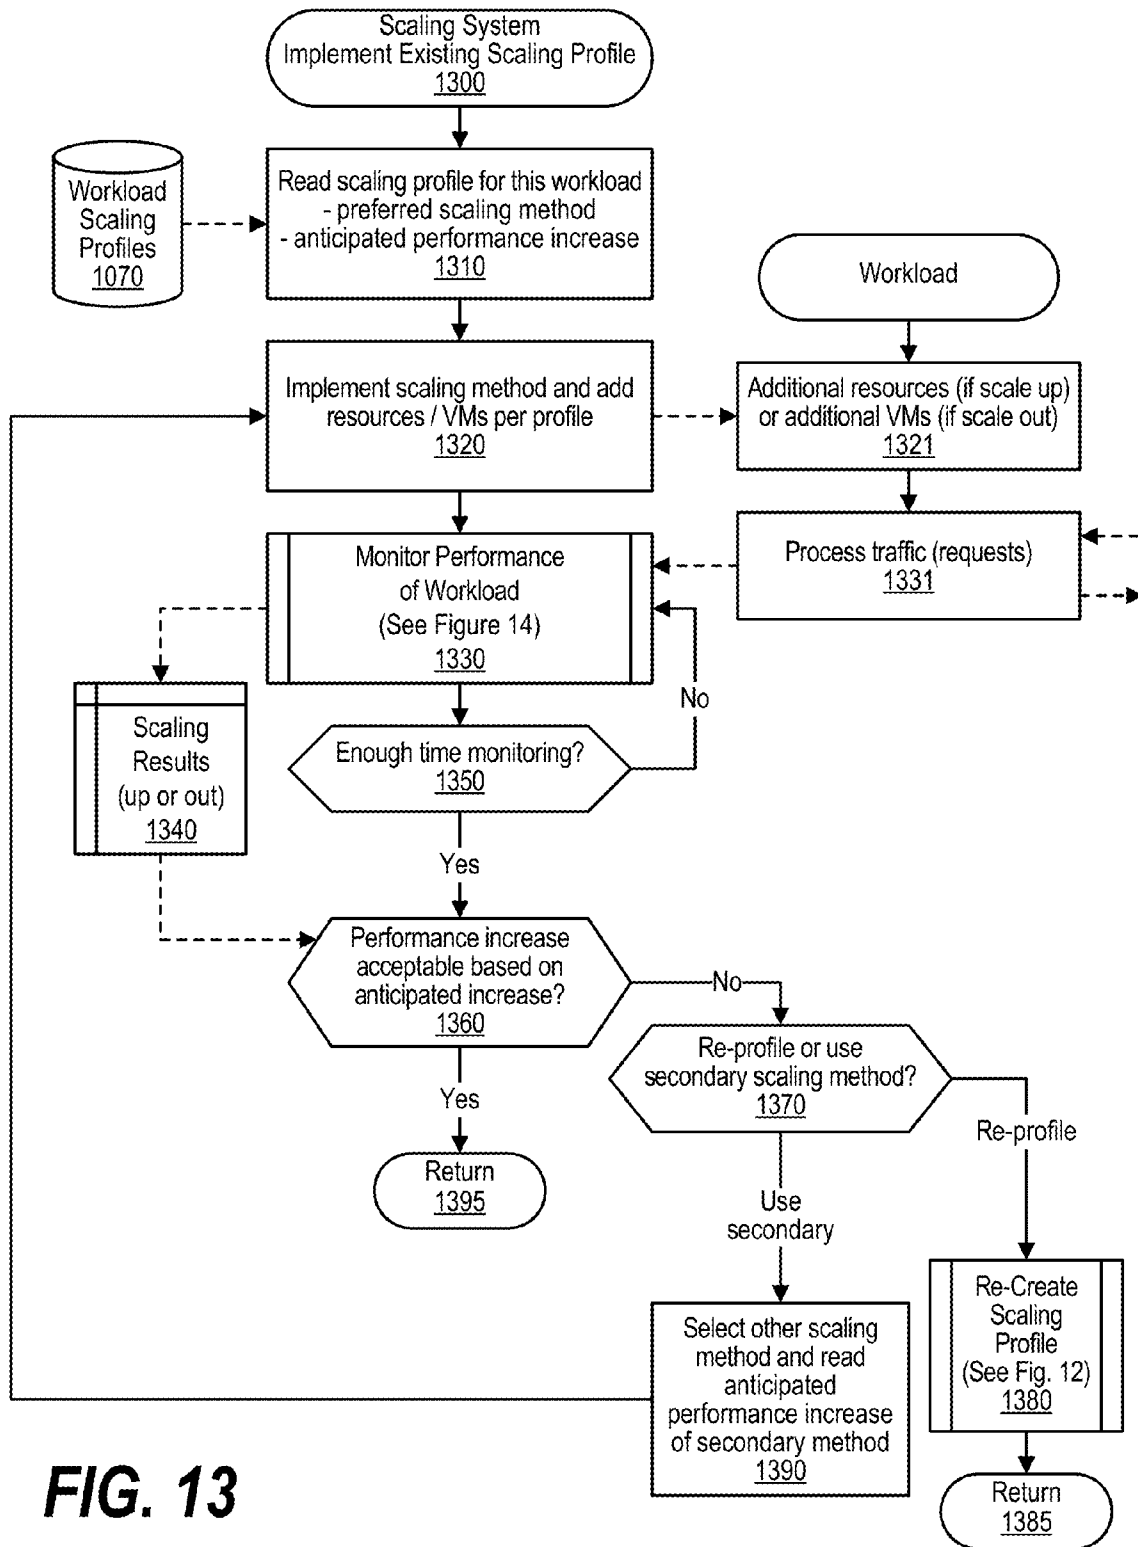 Scaling System
Implement Existing Scaling Profile
1300
Workload
Scaling
Profiles
1070
Read scaling profile for this workload
- preferred scaling method
- anticipated performance increase
1310
Workload
Implement scaling method and add
resources / VMs per profile
1320
Additional resources (if scale up)
or additional VMs (if scale out)
1321
Monitor Performance
of Workload
(See Figure 14)
1330
Process traffic (requests)
1331
No
Scaling
Results
(up or out)
1340
Enough time monitoring?
1350
Yes
Performance increase
acceptable based on
anticipated increase?
1360
No
Re-profile or use
secondary scaling method?
1370
Yes
Re-profile
Return
1395
Use
secondary
Select other scaling
method and read
anticipated
performance increase
of secondary method
1390
Re-Create
Scaling
Profile
(See Fig. 12)
1380
Return
1385
FIG. 13